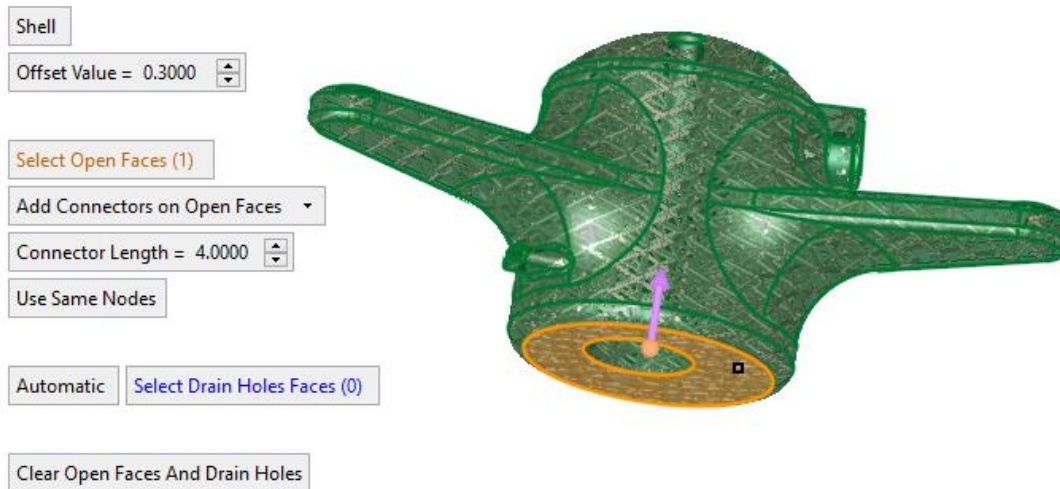 Shell
Offset Value = 0.3000
Select Open Faces (1)
Add Connectors on Open Faces
Connector Length = 4.0000
Use Same Nodes
Automatic Select Drain Holes Faces (0)
Clear Open Faces And Drain Holes